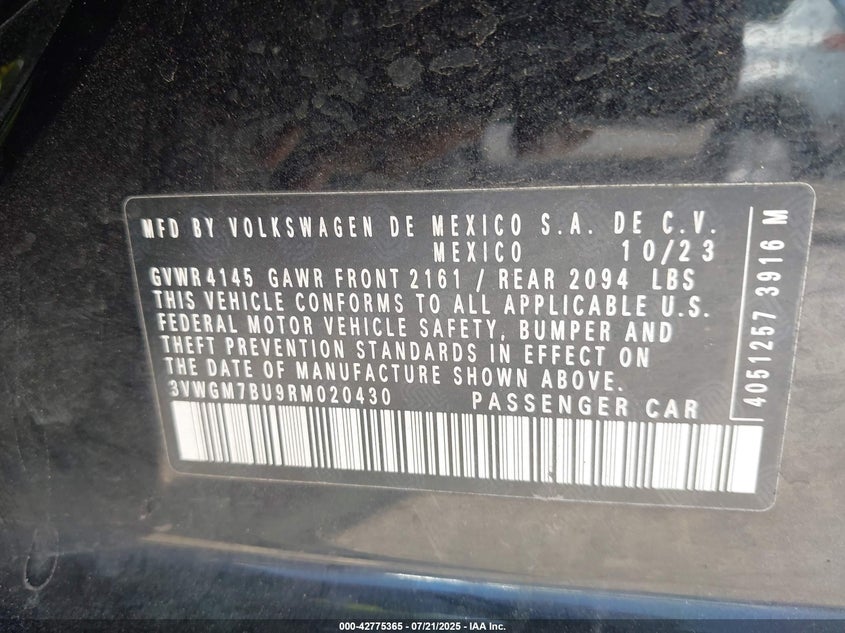 MFD BY VOLKSWAGEN DE MEXICO S.A. DE C.V.
MEXICO 10/23
GVWR 4145 GAWR FRONT 2161 / REAR 2094 LBS
THIS VEHICLE CONFORMS TO ALL APPLICABLE U.S.
FEDERAL MOTOR VEHICLE SAFETY, BUMPER AND
THEFT PREVENTION STANDARDS IN EFFECT ON
THE DATE OF MANUFACTURE SHOWN ABOVE.
3VWGM7BU9RM020430 PASSENGER CAR
4051257 3916 M
000-42775365 | 07/21/2025 | IAA Inc.